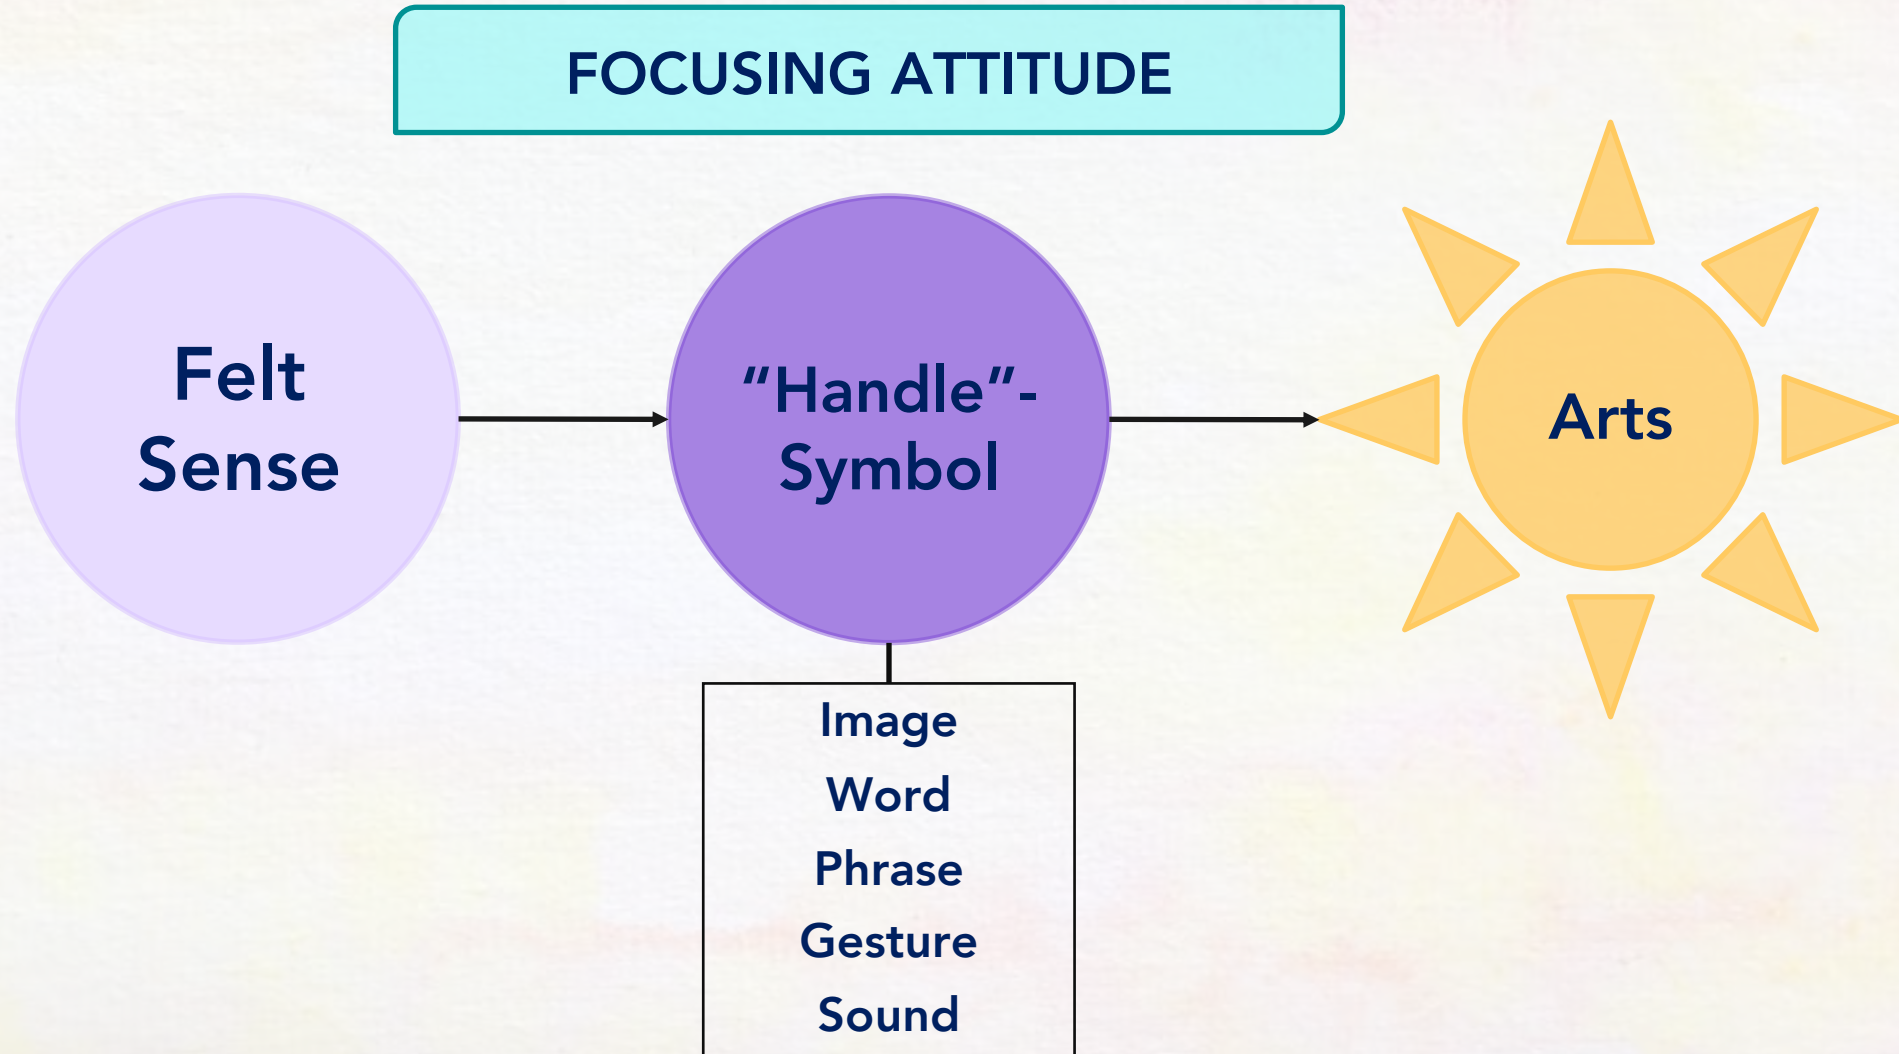 FOCUSING ATTITUDE
Felt
Sense
“Handle”-
Symbol
Arts
Image
Word
Phrase
Gesture
Sound